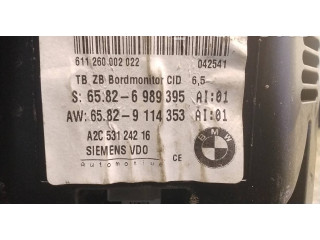 611 260 002 022 042541
TB ZB Bordmonitor CID 6,5
S: 65.82- 6 989 395 AI:01
AW: 65.82- 9 114 353 AI:01
A2C 531 242 16
SIEMENS VDO
Automotive CE
BMW